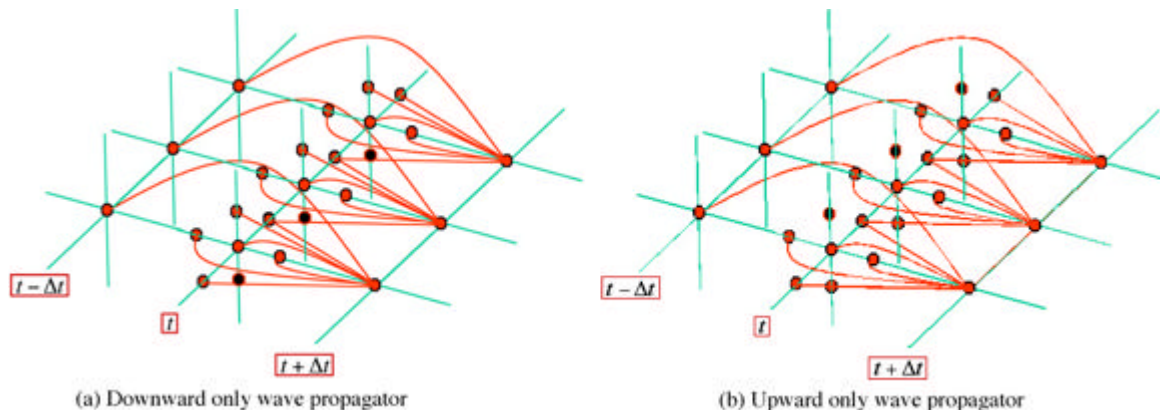 t − Δt
t
t + Δt
(a) Downward only wave propagator
t − Δt
t
t + Δt
(b) Upward only wave propagator